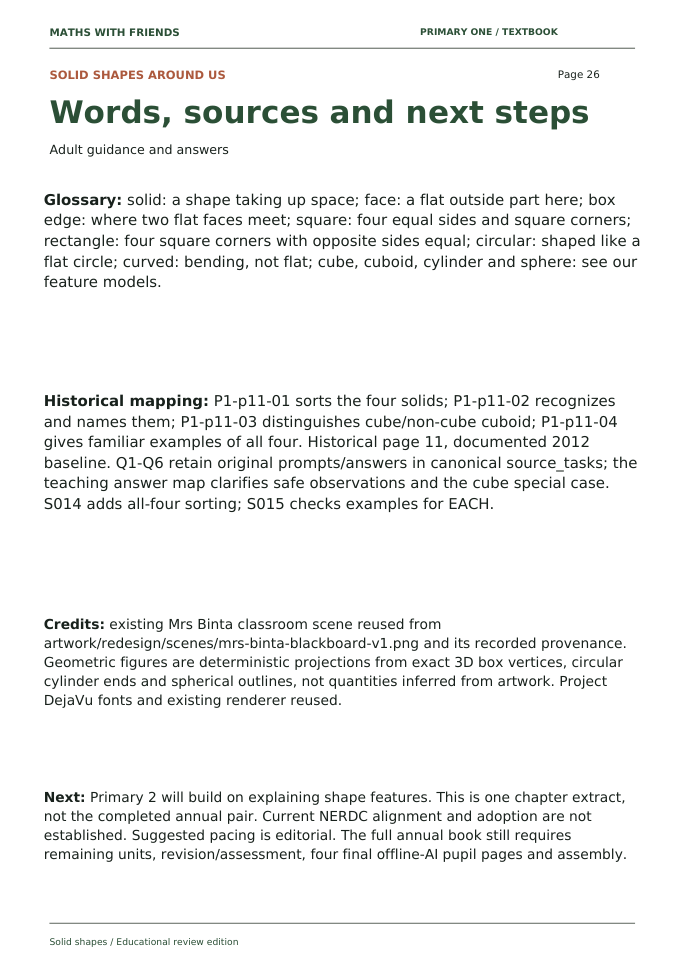 MATHS WITH FRIENDS
PRIMARY ONE / TEXTBOOK
SOLID SHAPES AROUND US
Page 26
Words, sources and next steps
Adult guidance and answers
Glossary: solid: a shape taking up space; face: a flat outside part here; box
edge: where two flat faces meet; square: four equal sides and square corners;
rectangle: four square corners with opposite sides equal; circular: shaped like a
flat circle; curved: bending, not flat; cube, cuboid, cylinder and sphere: see our
feature models.
Historical mapping: P1-p11-01 sorts the four solids; P1-p11-02 recognizes
and names them; P1-p11-03 distinguishes cube/non-cube cuboid; P1-p11-04
gives familiar examples of all four. Historical page 11, documented 2012
baseline. Q1-Q6 retain original prompts/answers in canonical source_tasks; the
teaching answer map clarifies safe observations and the cube special case.
S014 adds all-four sorting; S015 checks examples for EACH.
Credits: existing Mrs Binta classroom scene reused from
artwork/redesign/scenes/mrs-binta-blackboard-v1.png and its recorded provenance.
Geometric figures are deterministic projections from exact 3D box vertices, circular
cylinder ends and spherical outlines, not quantities inferred from artwork. Project
DejaVu fonts and existing renderer reused.
Next: Primary 2 will build on explaining shape features. This is one chapter extract,
not the completed annual pair. Current NERDC alignment and adoption are not
established. Suggested pacing is editorial. The full annual book still requires
remaining units, revision/assessment, four final offline-AI pupil pages and assembly.
Solid shapes / Educational review edition